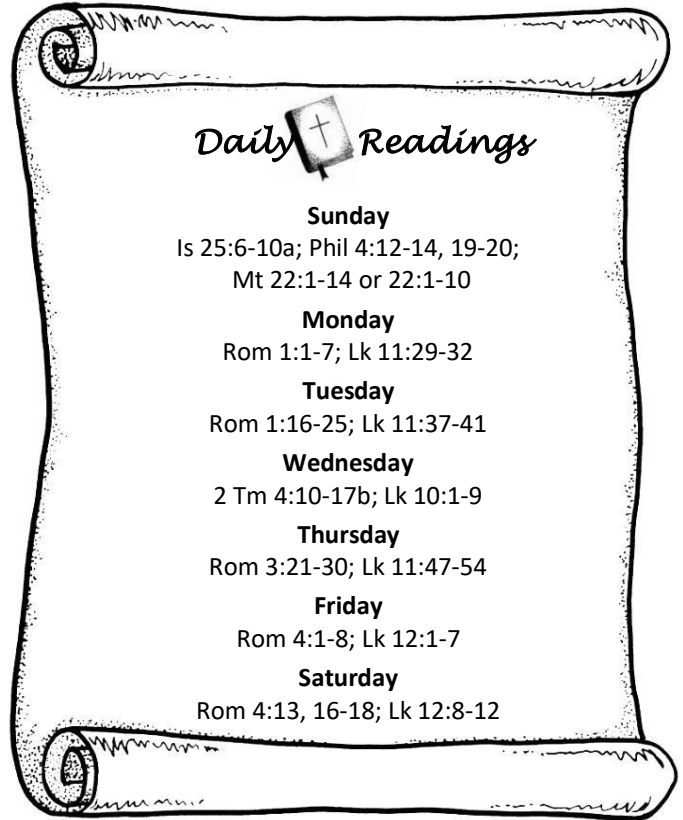 Daily Readings
Sunday
Is 25:6-10a; Phil 4:12-14, 19-20;
Mt 22:1-14 or 22:1-10
Monday
Rom 1:1-7; Lk 11:29-32
Tuesday
Rom 1:16-25; Lk 11:37-41
Wednesday
2 Tm 4:10-17b; Lk 10:1-9
Thursday
Rom 3:21-30; Lk 11:47-54
Friday
Rom 4:1-8; Lk 12:1-7
Saturday
Rom 4:13, 16-18; Lk 12:8-12